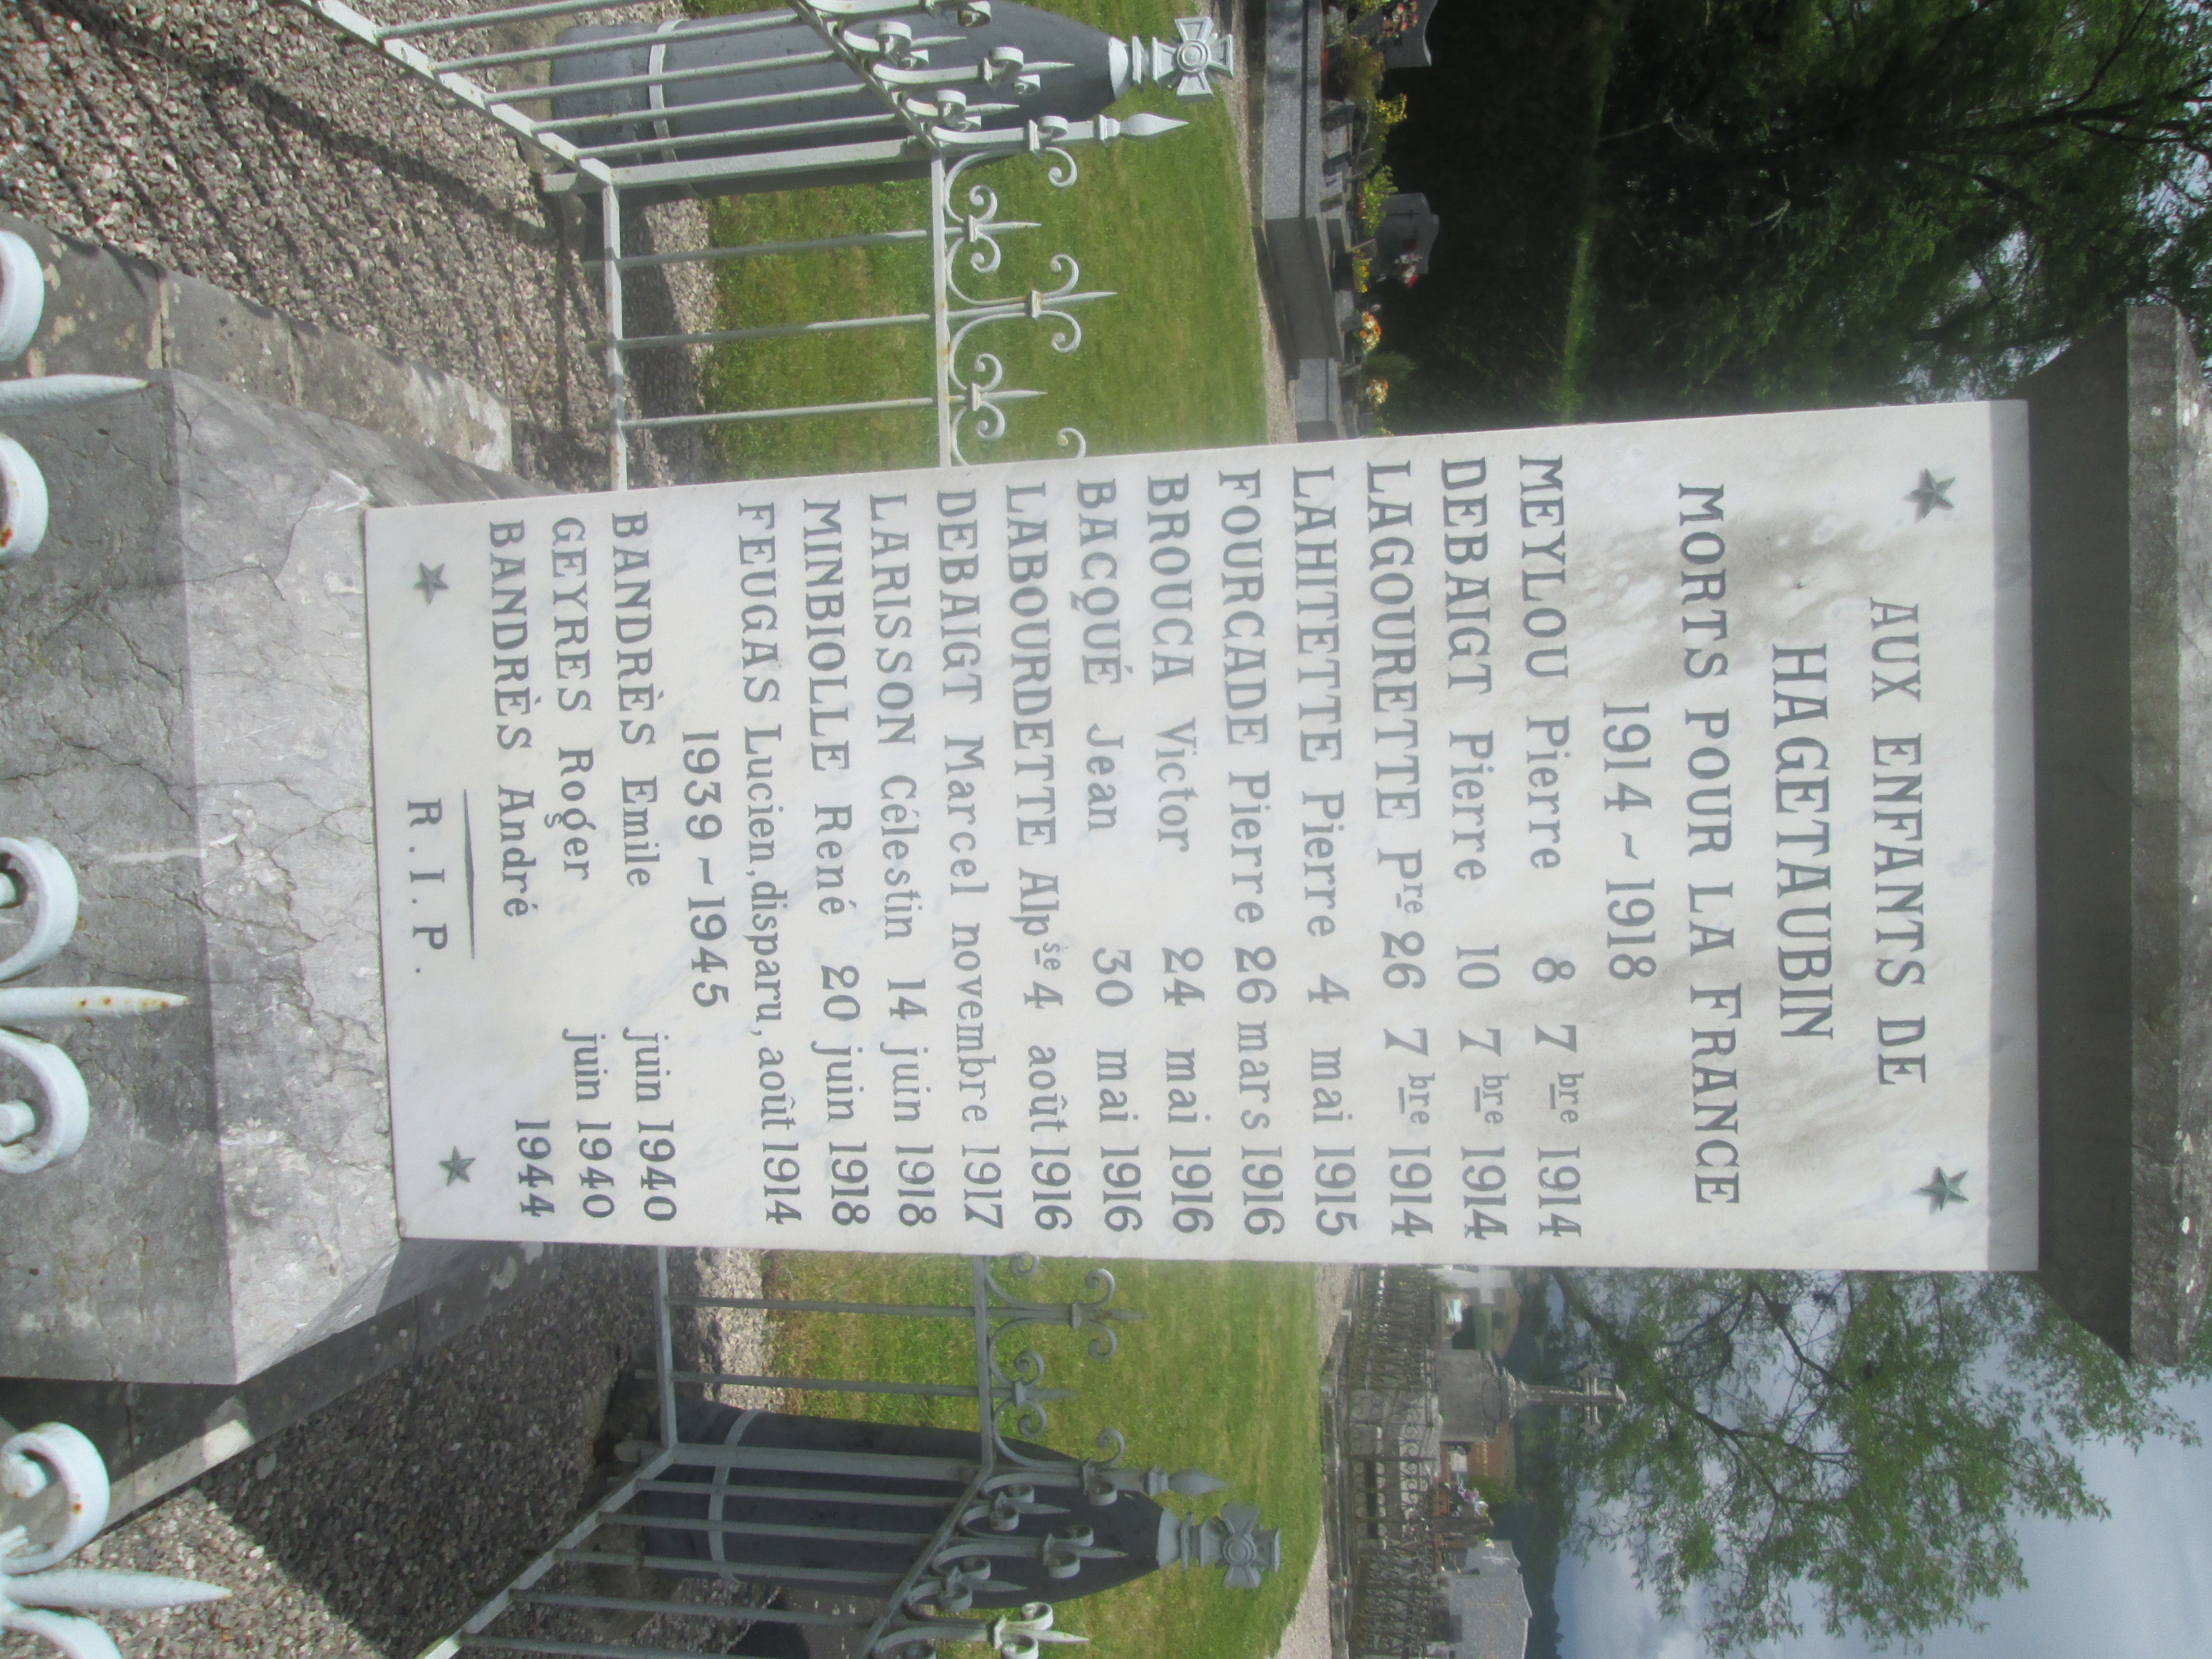 AUX ENFANTS DE
HAGETAUBIN
MORTS POUR LA FRANCE
1914 ~ 1918
MEYLOU Pierre 8 7bre 1914
DEBAIGT Pierre 10 7bre 1914
LAGOURETTE Pre 26 7bre 1914
LAHITETTE Pierre 4 mai 1915
FOURCADE Pierre 26 mars 1916
BROUCA Victor 24 mai 1916
BACQUÉ Jean 30 mai 1916
LABOURDETTE Alpse 4 août 1916
DEBAIGT Marcel novembre 1917
LARISSON Célestin 14 juin 1918
MINBIOLLE René 20 juin 1918
FEUGAS Lucien, disparu, août 1914
1939 ~ 1945
BANDRÈS Emile juin 1940
GEYRES Roger juin 1940
BANDRÈS André 1944
R. I. P.